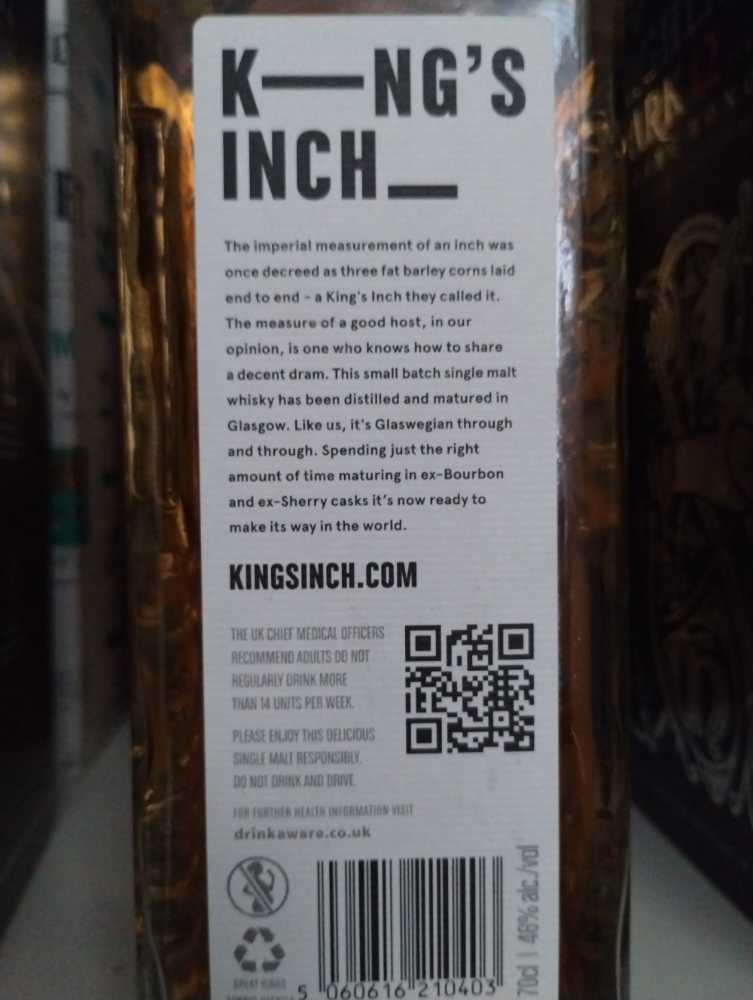 K—NG'S
INCH_
The imperial measurement of an inch was
once decreed as three fat barley corns laid
end to end - a King's Inch they called it.
The measure of a good host, in our
opinion, is one who knows how to share
a decent dram. This small batch single malt
whisky has been distilled and matured in
Glasgow. Like us, it's Glaswegian through
and through. Spending just the right
amount of time maturing in ex-Bourbon
and ex-Sherry casks it's now ready to
make its way in the world.
KINGSINCH.COM
THE UK CHIEF MEDICAL OFFICERS
RECOMMEND ADULTS DO NOT
REGULARLY DRINK MORE
THAN 14 UNITS PER WEEK.
PLEASE ENJOY THIS DELICIOUS
SINGLE MALT RESPONSIBLY.
DO NOT DRINK AND DRIVE.
FOR FURTHER HEALTH INFORMATION VISIT
drinkaware.co.uk
70cl | 46% alc./vol
5 060616 210403